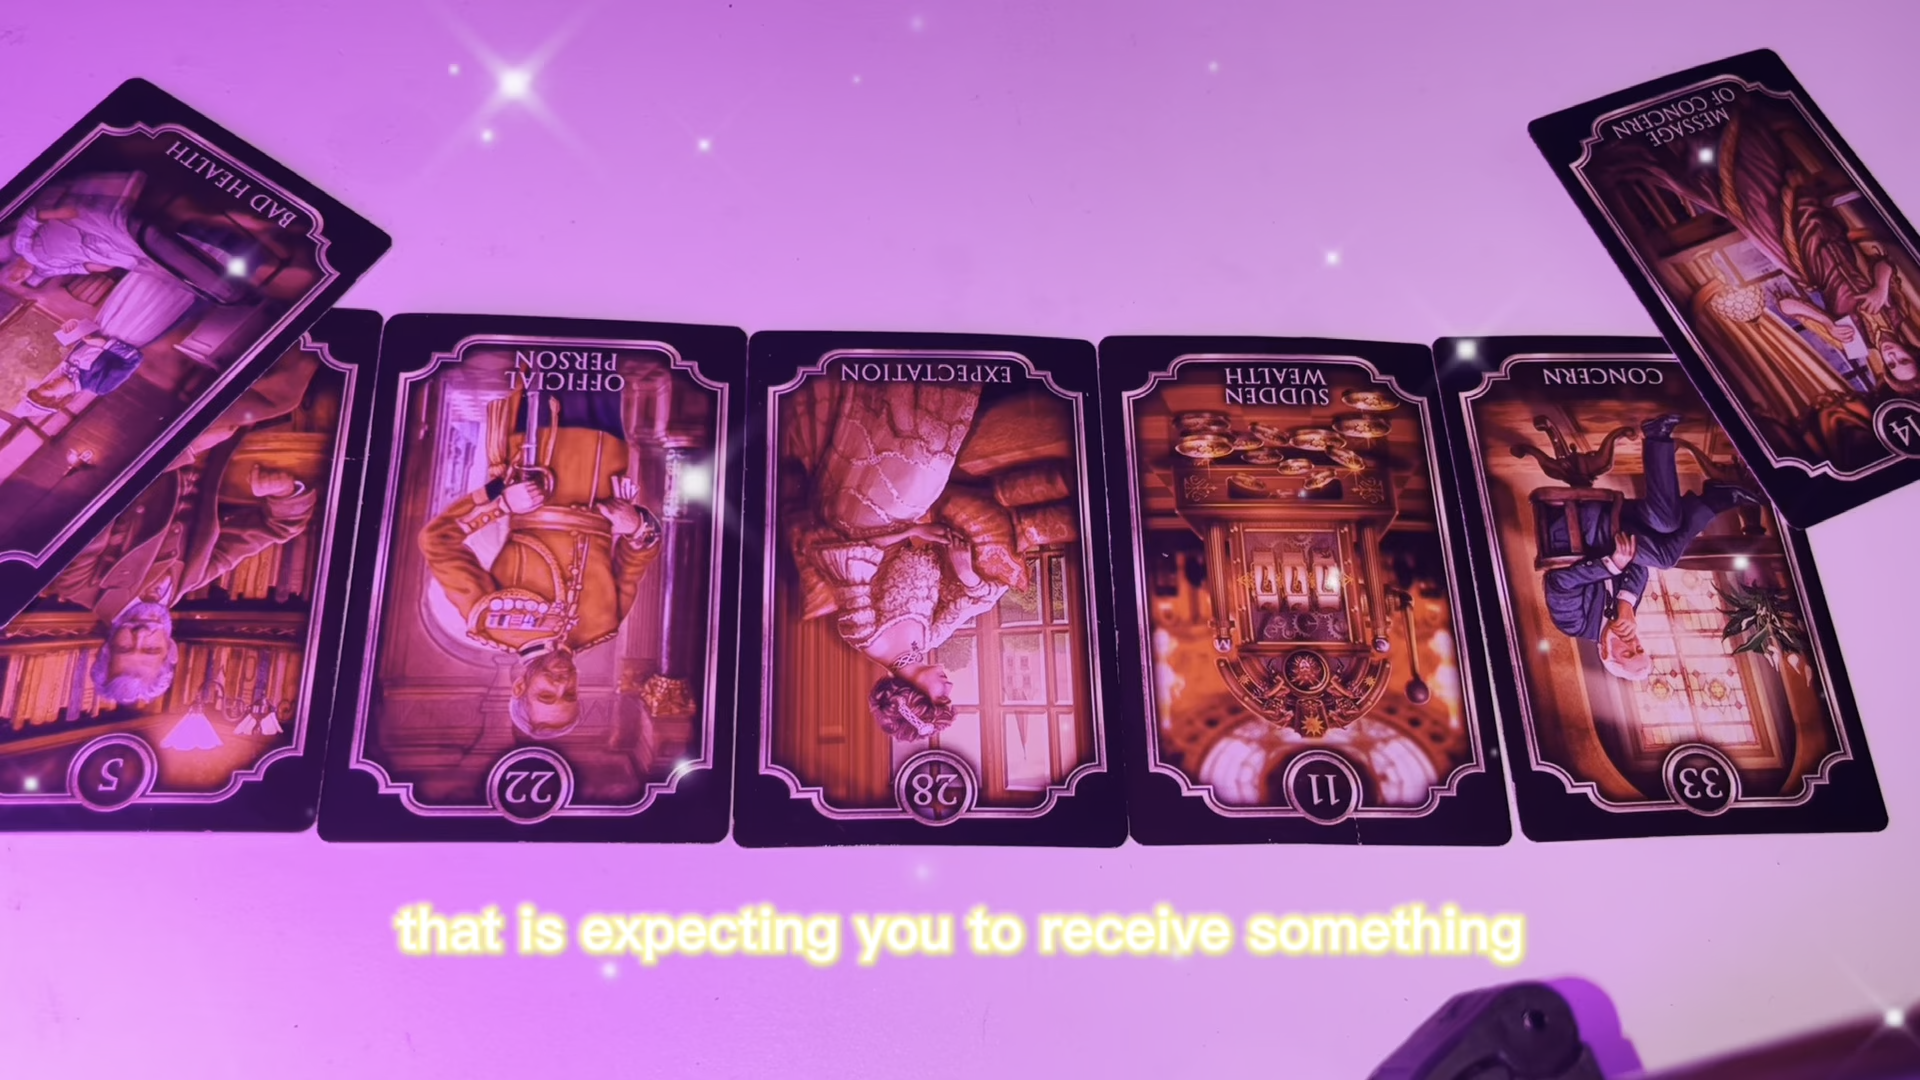 BAD HEALTH
MESSAGE
OF CONCERN
14
OFFICIAL
PERSON
EXPECTATION
SUDDEN
WEALTH
CONCERN
777
5
22
28
11
33
that is expecting you to receive something